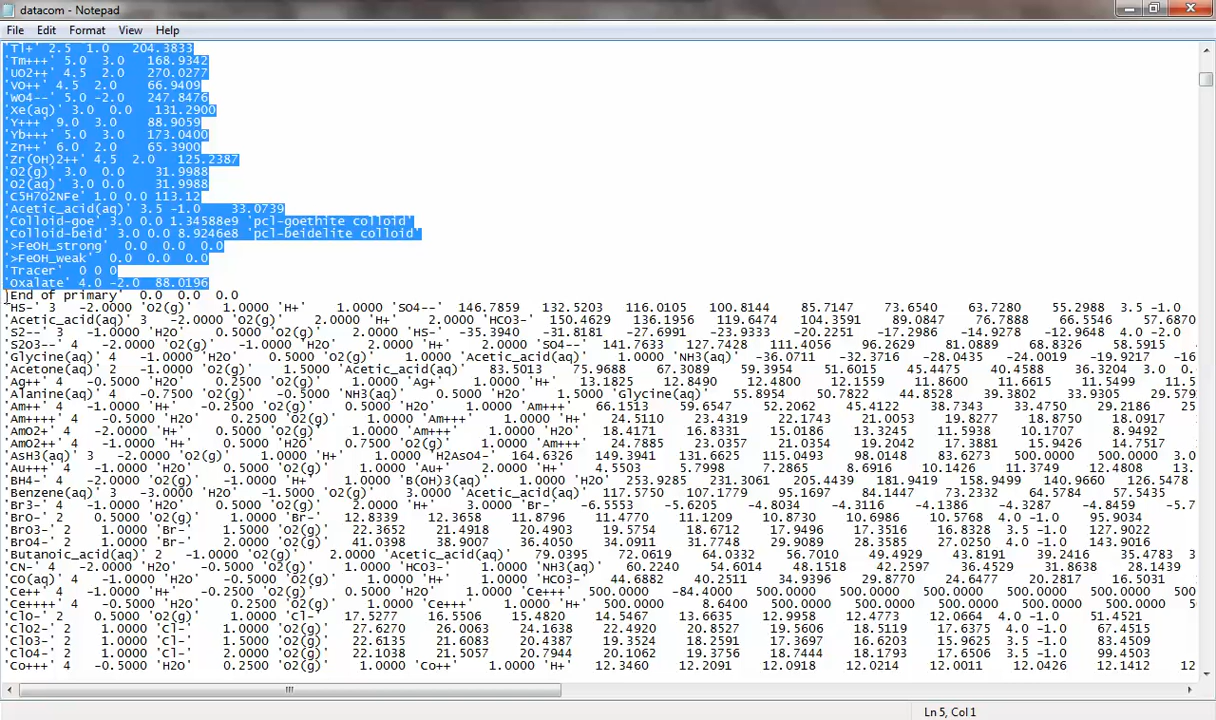 datacom - Notepad
File Edit Format View Help
'Tl+' 2.5 1.0 204.3833
'Tm+++' 5.0 3.0 168.9342
'UO2++' 4.5 2.0 270.0277
'VO++' 4.5 2.0 66.9409
'WO4--' 5.0 -2.0 247.8476
'Xe(aq)' 3.0 0.0 131.2900
'Y+++' 9.0 3.0 88.9059
'Yb+++' 5.0 3.0 173.0400
'Zn++' 6.0 2.0 65.3900
'Zr(OH)2++' 4.5 2.0 125.2387
'O2(g)' 3.0 0.0 31.9988
'O2(aq)' 3.0 0.0 31.9988
'C5H7O2NFe' 1.0 0.0 113.12
'Acetic_acid(aq)' 3.5 -1.0 33.0739
'Colloid-goe' 3.0 0.0 1.34588e9 'pcl-goethite colloid'
'Colloid-beid' 3.0 0.0 8.9246e8 'pcl-beidelite colloid'
'>FeOH_strong' 0.0 0.0 0.0
'>FeOH_weak' 0.0 0.0 0.0
'Tracer' 0 0 0
'Oxalate' 4.0 -2.0 88.0196
'End of primary' 0.0 0.0 0.0
'HS-' 3 -2.0000 'O2(g)' 1.0000 'H+' 1.0000 'SO4--' 146.7859 132.5203 116.0105 100.8144 85.7147 73.6540 63.7280 55.2988 3.5 -1.0
'Acetic_acid(aq)' 3 -2.0000 'O2(g)' 2.0000 'H+' 2.0000 'HCO3-' 150.4629 136.1956 119.6474 104.3591 89.0847 76.7888 66.5546 57.6870
'S2--' 3 -1.0000 'H2O' 0.5000 'O2(g)' 2.0000 'HS-' -35.3940 -31.8181 -27.6991 -23.9333 -20.2251 -17.2986 -14.9278 -12.9648 4.0 -2.0
'S2O3--' 4 -2.0000 'O2(g)' -1.0000 'H2O' 2.0000 'H+' 2.0000 'SO4--' 141.7633 127.7428 111.4056 96.2629 81.0889 68.8326 58.5915
'Glycine(aq)' 4 -1.0000 'H2O' 0.5000 'O2(g)' 1.0000 'Acetic_acid(aq)' 1.0000 'NH3(aq)' -36.0711 -32.3716 -28.0435 -24.0019 -19.9217 -16
'Acetone(aq)' 2 -1.0000 'O2(g)' 1.5000 'Acetic_acid(aq)' 83.5013 75.9688 67.3089 59.3954 51.6015 45.4475 40.4588 36.3204 3.0 0.
'Ag++' 4 -0.5000 'H2O' 0.2500 'O2(g)' 1.0000 'Ag+' 1.0000 'H+' 13.1825 12.8490 12.4800 12.1559 11.8600 11.6615 11.5499 11.5
'Alanine(aq)' 4 -0.7500 'O2(g)' -0.5000 'NH3(aq)' 0.5000 'H2O' 1.5000 'Glycine(aq)' 55.8954 50.7822 44.8528 39.3802 33.9305 29.579
'Am++' 4 -1.0000 'H+' -0.2500 'O2(g)' 0.5000 'H2O' 1.0000 'Am+++' 66.1513 59.6547 52.2062 45.4122 38.7343 33.4750 29.2186 25
'Am++++' 4 -0.5000 'H2O' 0.2500 'O2(g)' 1.0000 'Am+++' 1.0000 'H+' 24.5110 23.4419 22.1743 21.0053 19.8277 18.8750 18.0917
'AmO2+' 4 -2.0000 'H+' 0.5000 'O2(g)' 1.0000 'Am+++' 1.0000 'H2O' 18.4171 16.8331 15.0186 13.3245 11.5908 10.1706 8.9492
'AmO2++' 4 -1.0000 'H+' 0.5000 'H2O' 0.7500 'O2(g)' 1.0000 'Am+++' 24.7885 23.0357 21.0354 19.2042 17.3881 15.9426 14.7517
'AsH3(aq)' 3 -2.0000 'O2(g)' 1.0000 'H+' 1.0000 'H2AsO4-' 164.6326 149.3941 131.6625 115.0493 98.0148 83.6273 500.0000 500.0000 3.0
'Au+++' 4 -1.0000 'H2O' 0.5000 'O2(g)' 1.0000 'Au+' 2.0000 'H+' 4.5503 5.7998 7.2865 8.6916 10.1426 11.3749 12.4808 13.
'BH4-' 4 -2.0000 'O2(g)' -1.0000 'H+' 1.0000 'B(OH)3(aq)' 1.0000 'H2O' 253.9285 231.3061 205.4439 181.9419 158.9499 140.9660 126.5478
'Benzene(aq)' 3 -3.0000 'H2O' -1.5000 'O2(g)' 3.0000 'Acetic_acid(aq)' 117.5750 107.1779 95.1697 84.1447 73.2332 64.5784 57.5435
'Br3-' 4 -1.0000 'H2O' 0.5000 'O2(g)' 2.0000 'H+' 3.0000 'Br-' -6.5553 -5.6205 -4.8034 -4.3116 -4.1386 -4.3287 -4.8759 -5.7
'BrO-' 2 0.5000 'O2(g)' 1.0000 'Br-' 12.8339 12.3658 11.8796 11.4770 11.1209 10.8730 10.6986 10.5768 4.0 -1.0 95.9034
'BrO3-' 2 1.0000 'Br-' 1.5000 'O2(g)' 22.3652 21.4918 20.4903 19.5754 18.6712 17.9496 17.3516 16.8328 3.5 -1.0 127.9022
'BrO4-' 2 1.0000 'Br-' 2.0000 'O2(g)' 41.0398 38.9007 36.4050 34.0911 31.7748 29.9089 28.3585 27.0250 4.0 -1.0 143.9016
'Butanoic_acid(aq)' 2 -1.0000 'O2(g)' 2.0000 'Acetic_acid(aq)' 79.0395 72.0619 64.0332 56.7010 49.4929 43.8191 39.2416 35.4783 3.
'CN-' 4 -1.0000 'H2O' -0.5000 'O2(g)' 1.0000 'HCO3-' 1.0000 'NH3(aq)' 60.2240 54.6014 48.1518 42.2597 36.4529 31.8638 28.1439
'CO(aq)' 4 -1.0000 'H2O' -0.5000 'O2(g)' 1.0000 'H+' 1.0000 'HCO3-' 44.6882 40.2511 34.9396 29.8770 24.6477 20.2817 16.5031
'Ce++' 4 -1.0000 'H+' -0.2500 'O2(g)' 0.5000 'H2O' 1.0000 'Ce+++' 500.0000 -84.4000 500.0000 500.0000 500.0000 500.0000 500.0000 5
'Ce++++' 4 -0.5000 'H2O' 0.2500 'O2(g)' 1.0000 'Ce+++' 1.0000 'H+' 500.0000 8.6400 500.0000 500.0000 500.0000 500.0000 500.0000
'ClO-' 2 0.5000 'O2(g)' 1.0000 'Cl-' 17.5277 16.5506 15.4820 14.5467 13.6635 12.9958 12.4773 12.0664 4.0 -1.0 51.4521
'ClO2-' 2 1.0000 'Cl-' 1.0000 'O2(g)' 27.6270 26.0063 24.1638 22.4920 20.8527 19.5606 18.5119 17.6375 4.0 -1.0 67.4515
'ClO3-' 2 1.0000 'Cl-' 1.5000 'O2(g)' 22.6135 21.6083 20.4387 19.3524 18.2591 17.3697 16.6203 15.9625 3.5 -1.0 83.4509
'ClO4-' 2 1.0000 'Cl-' 2.0000 'O2(g)' 22.1038 21.5057 20.7944 20.1062 19.3756 18.7444 18.1793 17.6506 3.5 -1.0 99.4503
'Co+++' 4 -0.5000 'H2O' 0.2500 'O2(g)' 1.0000 'Co++' 1.0000 'H+' 12.3460 12.2091 12.0918 12.0214 12.0011 12.0426 12.1412 12
Ln 5, Col 1